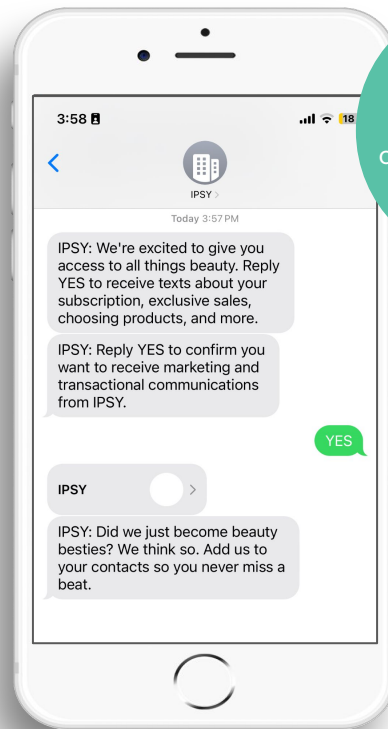 3:58
18
IPSY >
Today 3:57 PM
IPSY: We're excited to give you
access to all things beauty. Reply
YES to receive texts about your
subscription, exclusive sales,
choosing products, and more.
IPSY: Reply YES to confirm you
want to receive marketing and
transactional communications
from IPSY.
YES
IPSY
IPSY: Did we just become beauty
besties? We think so. Add us to
your contacts so you never miss a
beat.